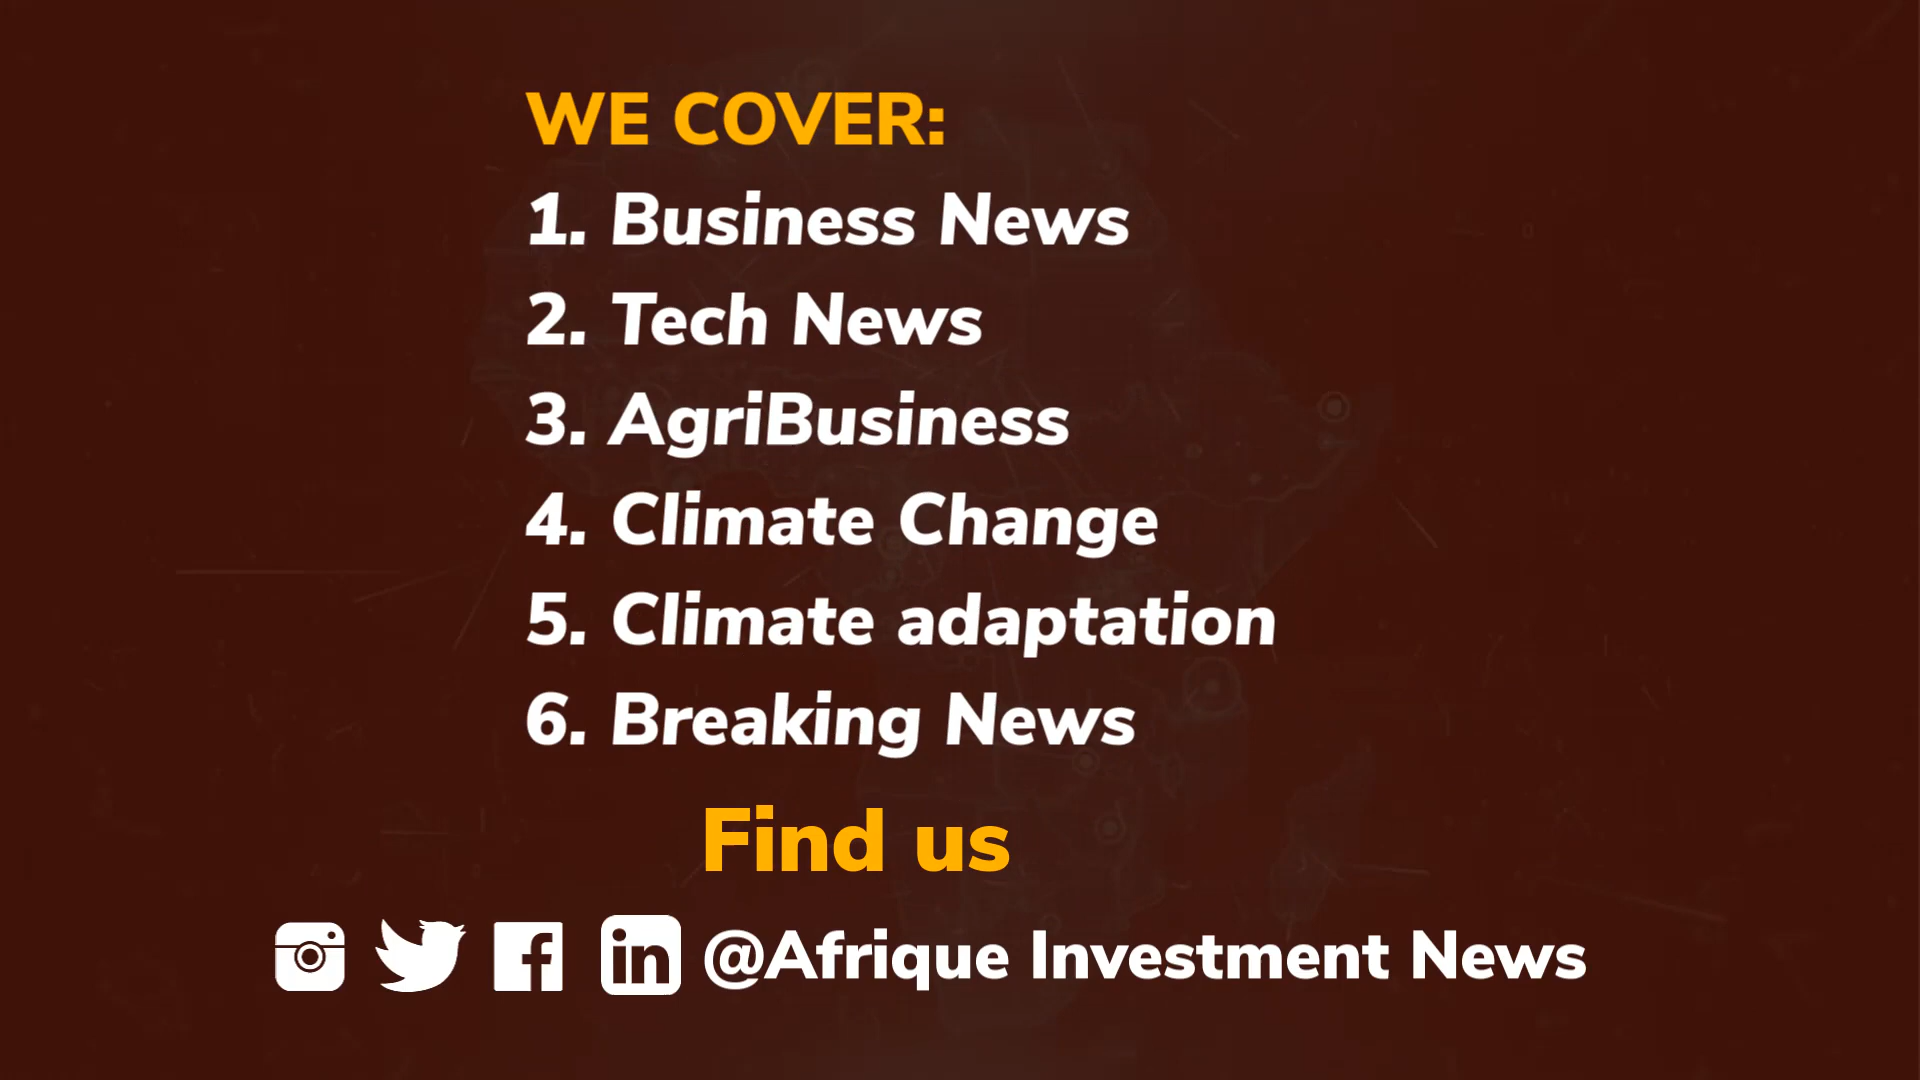 WE COVER:
1. Business News
2. Tech News
3. AgriBusiness
4. Climate Change
5. Climate adaptation
6. Breaking News
Find us
in @Afrique Investment News